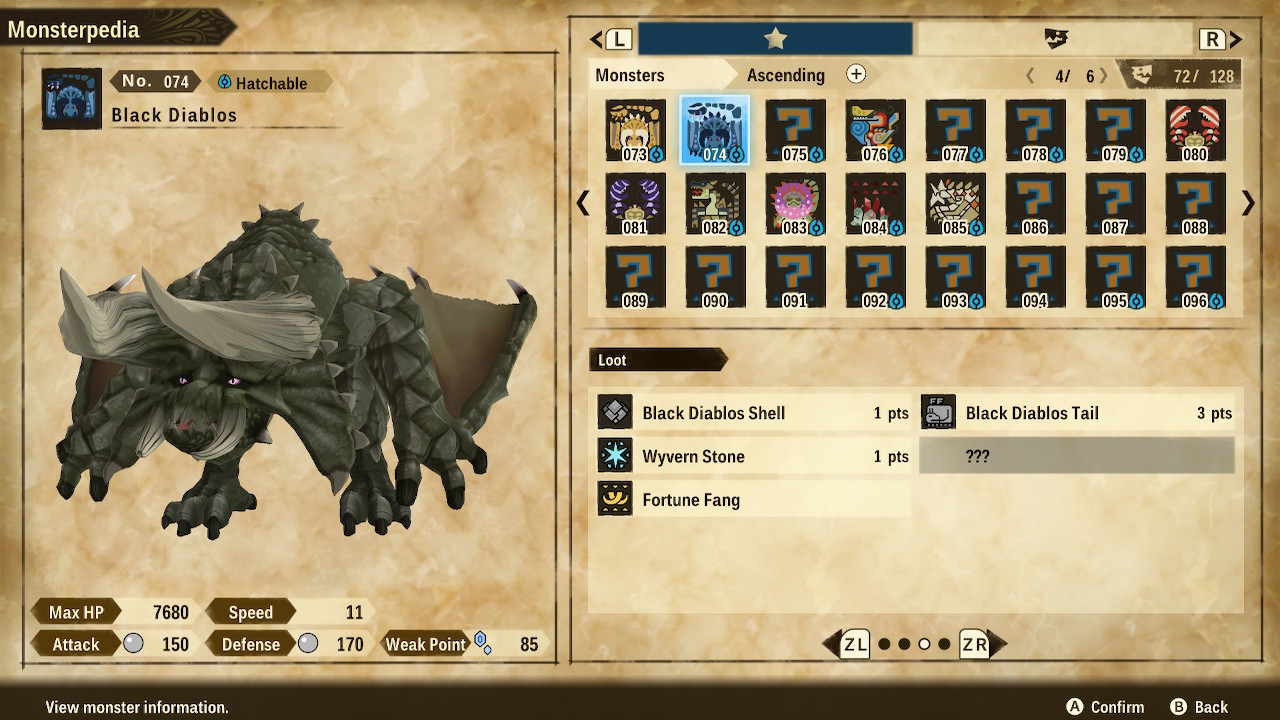 Monsterpedia
No. 074
Hatchable
Black Diablos
Max HP 7680
Speed 11
Attack 150
Defense 170
Weak Point 85
L
R
Monsters
Ascending
4/ 6
72/ 128
073 074 075 076 077 078 079 080
081 082 083 084 085 086 087 088
089 090 091 092 093 094 095 096
Loot
Black Diablos Shell 1 pts
FF
Black Diablos Tail 3 pts
Wyvern Stone 1 pts
???
Fortune Fang
ZL ZR
View monster information.
A Confirm
B Back